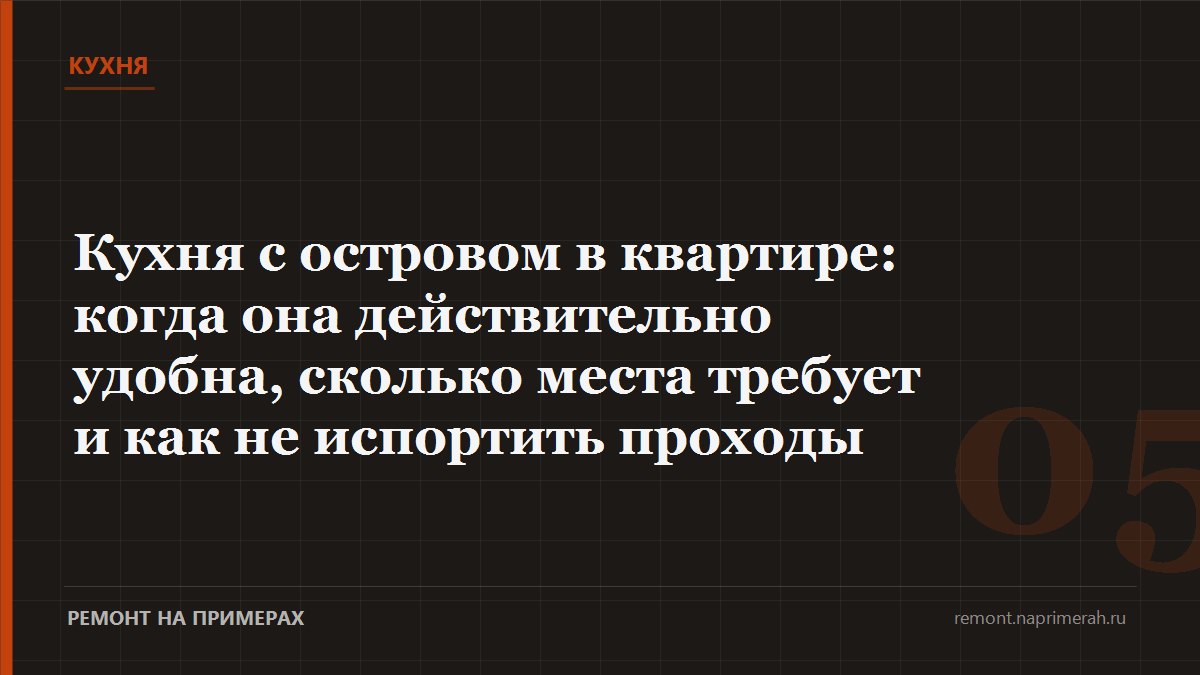 КУХНЯ
Кухня с островом в квартире:
когда она действительно
удобна, сколько места требует
и как не испортить проходы
05
РЕМОНТ НА ПРИМЕРАХ
remont.naprimerah.ru